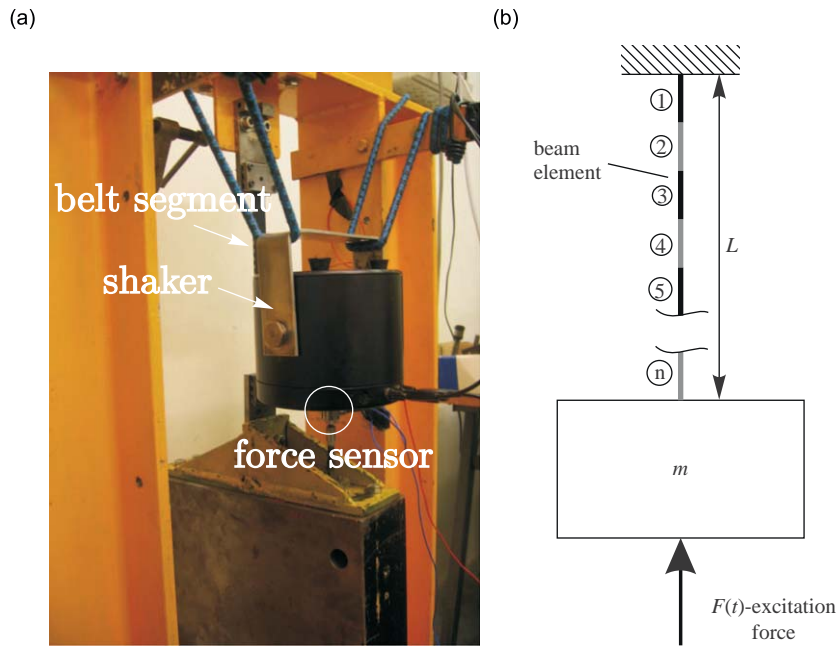 (a)
belt segment
shaker
force sensor
(b)
1
2
beam
element
3
4
5
n
L
m
F(t)-excitation
force